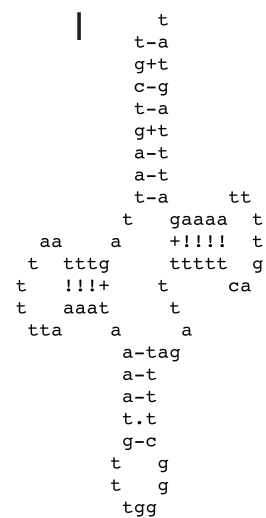 |      t
t-a
g+t
c-g
t-a
g+t
a-t
a-t
t-a     tt
t   gaaaa  t
aa    a    +!!!!  t
t  tttg     ttttt  g
t   !!!+    t     ca
t   aaat     t
tta    a     a
a-tag
a-t
a-t
t.t
g-c
t   g
t   g
tgg